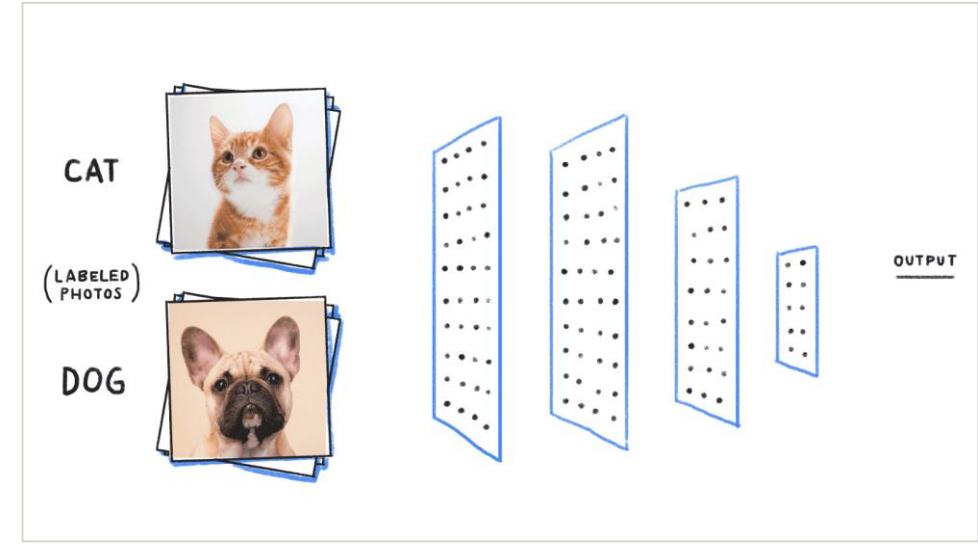 CAT
(LABELED
PHOTOS)
DOG
OUTPUT